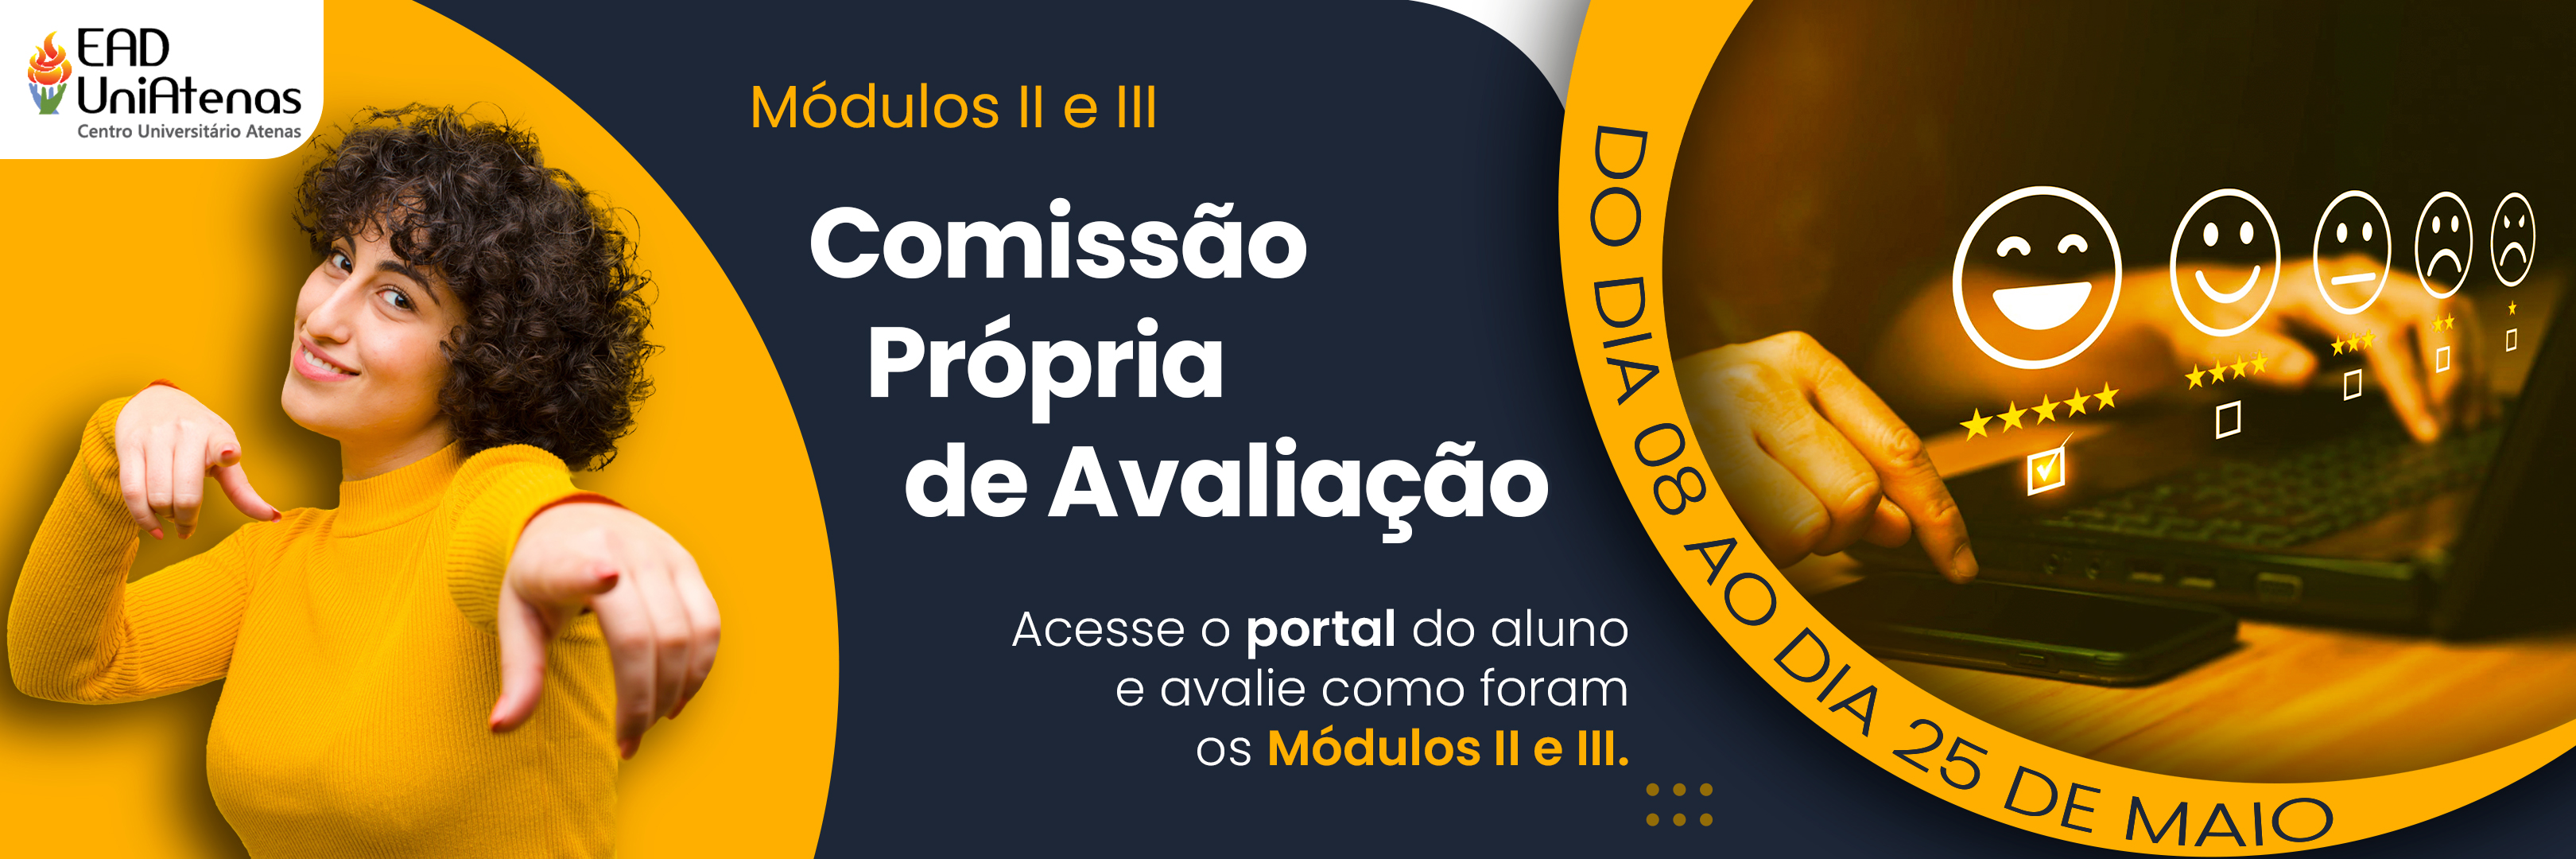 EAD
UniAtenas
Centro Universitário Atenas
Módulos II e III
Comissão
Própria
de Avaliação
Acesse o portal do aluno
e avalie como foram
os Módulos II e III.
DO DIA 08 AO DIA 25 DE MAIO